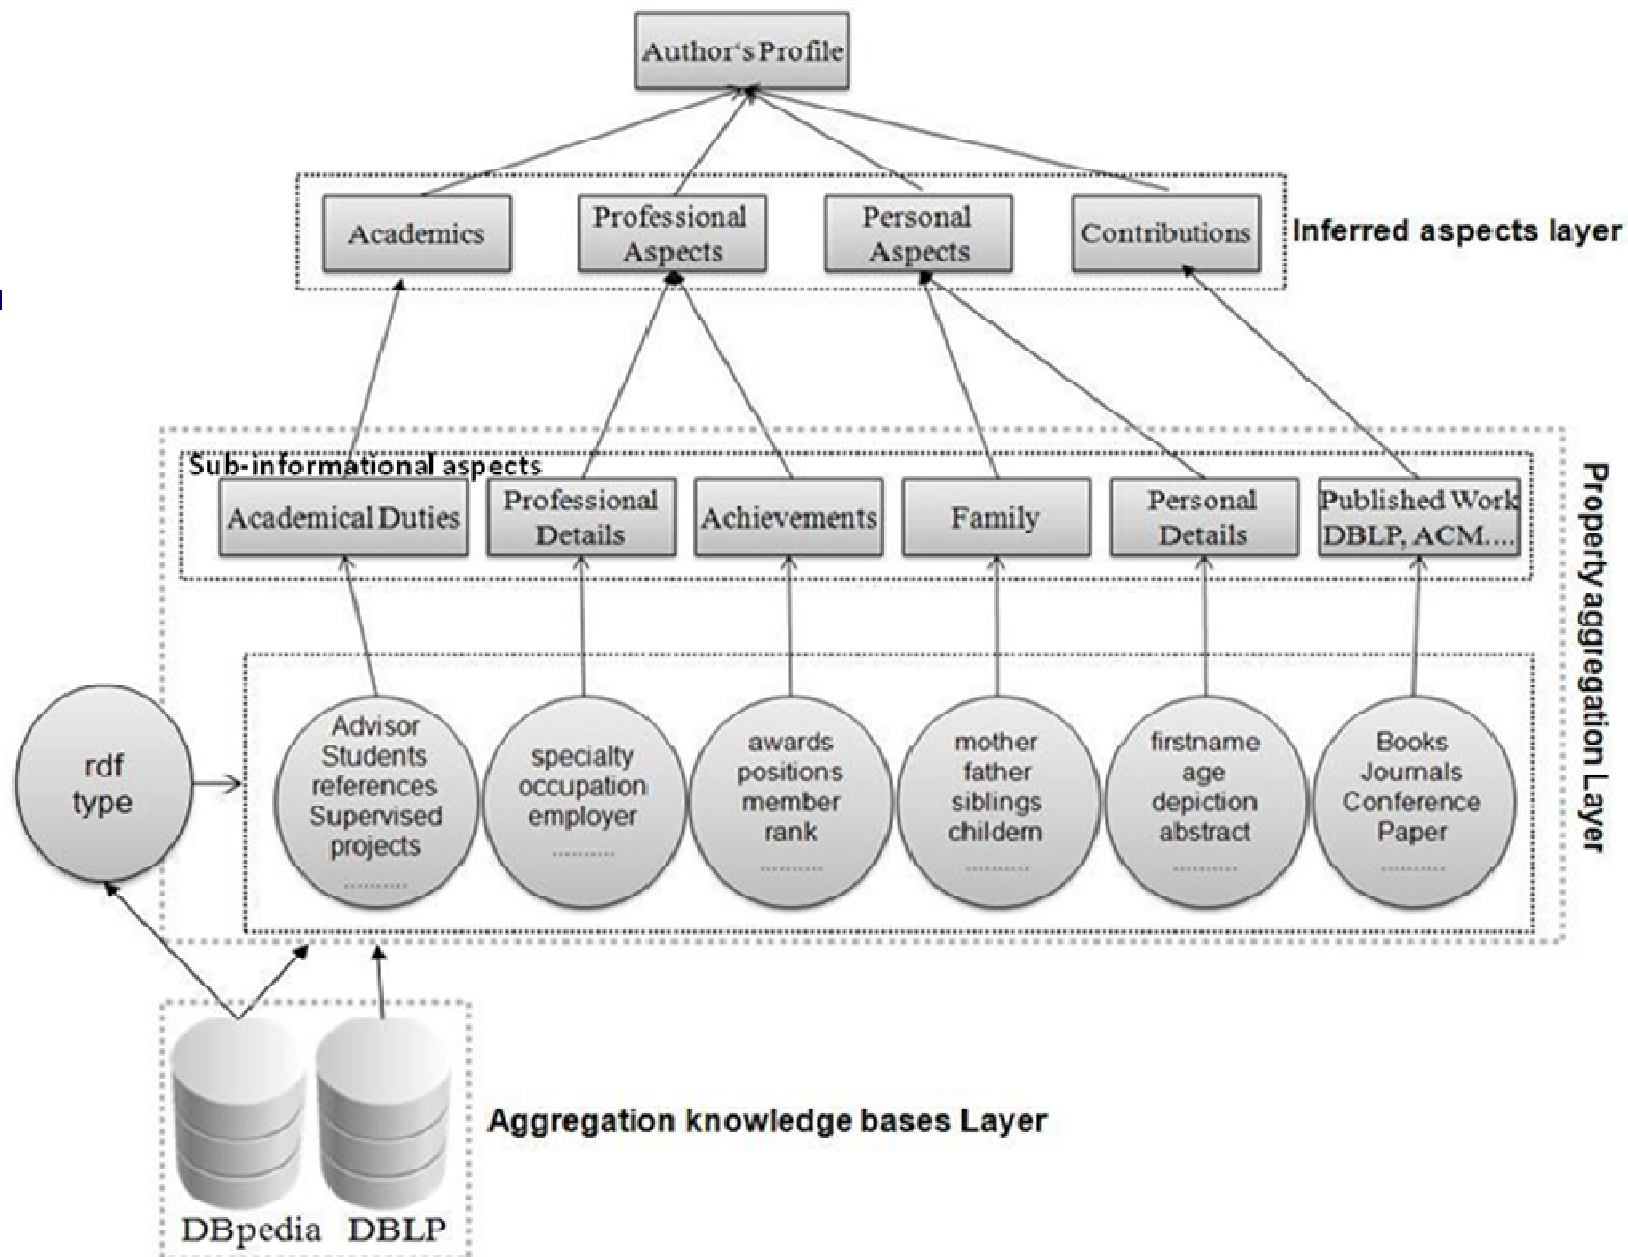 Author's Profile
Academics
Professional
Aspects
Personal
Aspects
Contributions
Inferred aspects layer
Sub-informational aspects
Academical Duties
Professional
Details
Achievements
Family
Personal
Details
Published Work
DBLP, ACM....
Property aggregation Layer
rdf
type
Advisor
Students
references
Supervised
projects
..........
specialty
occupation
employer
..........
awards
positions
member
rank
..........
mother
father
siblings
childern
..........
firstname
age
depiction
abstract
..........
Books
Journals
Conference
Paper
..........
Aggregation knowledge bases Layer
DBpedia
DBLP